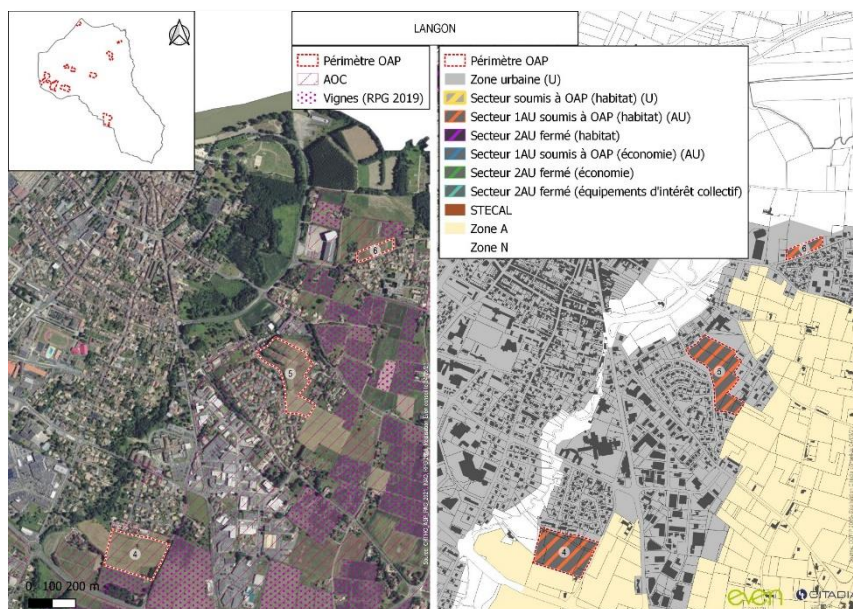 LANGON
Périmètre OAP
AOC
Vignes (RPG 2019)
Périmètre OAP
Zone urbaine (U)
Secteur soumis à OAP (habitat) (U)
Secteur 1AU soumis à OAP (habitat) (AU)
Secteur 2AU fermé (habitat)
Secteur 1AU soumis à OAP (économie) (AU)
Secteur 2AU fermé (économie)
Secteur 2AU fermé (équipements d'intérêt collectif)
STECAL
Zone A
Zone N
6
5
4
6
5
4
0 100 200 m
even CITADIA